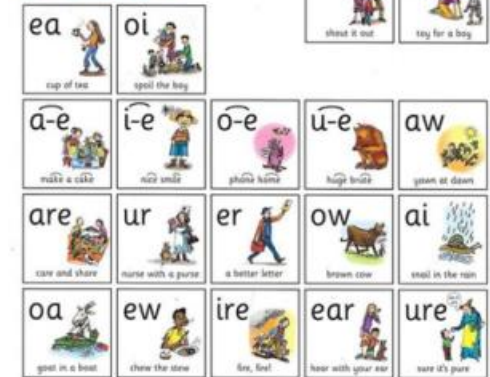 shout it out
toy for a boy
ea
oi
cup of tea
spoil the boy
a-e
i-e
o-e
u-e
aw
make a cake
nice smile
phone home
huge brute
yawn at dawn
are
ur
er
ow
ai
care and share
nurse with a purse
a better letter
brown cow
snail in the rain
oa
ew
ire
ear
ure
goat in a boat
chew the stew
fire, fire!
hear with your ear
sure it's pure